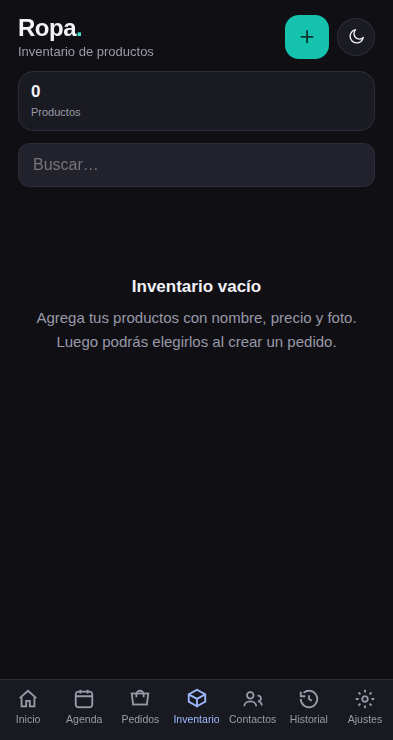 Ropa.
Inventario de productos
0
Productos
Buscar…
Inventario vacío
Agrega tus productos con nombre, precio y foto.
Luego podrás elegirlos al crear un pedido.
Inicio
Agenda
Pedidos
Inventario
Contactos
Historial
Ajustes